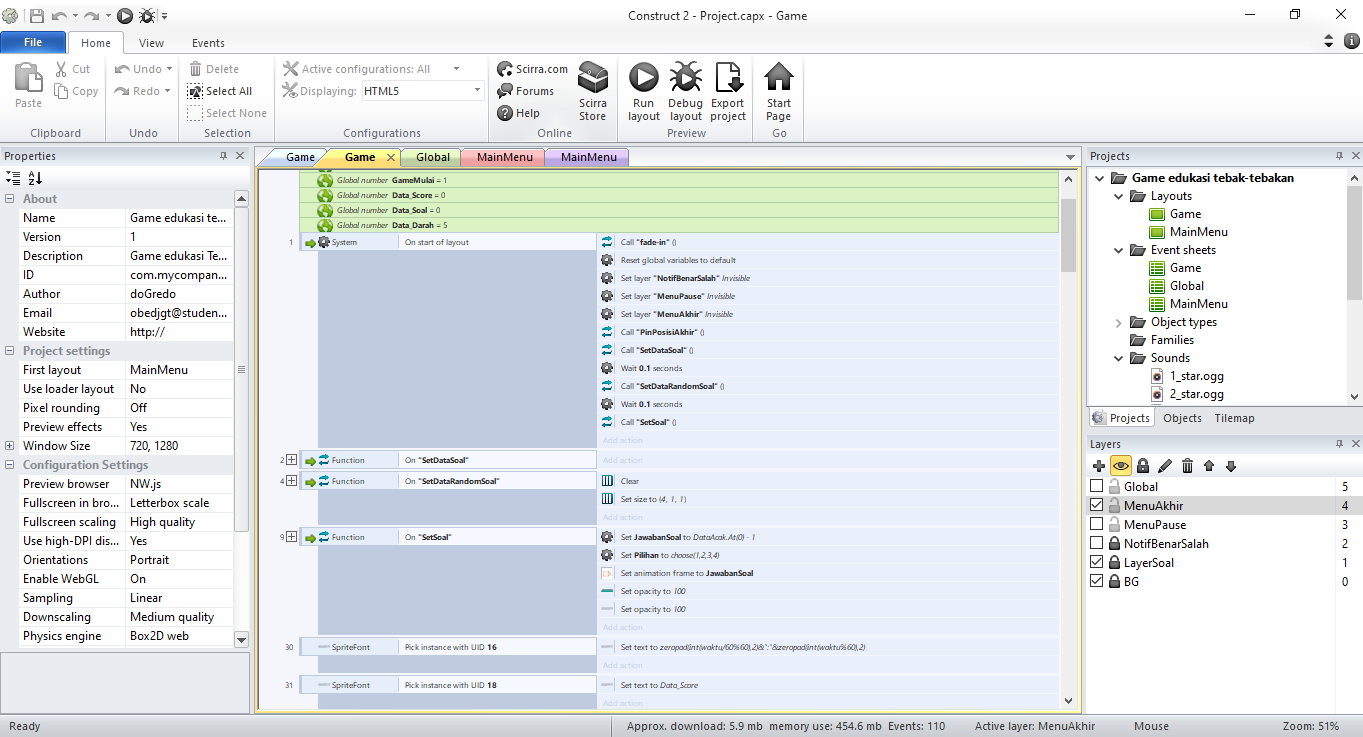 Construct 2 - Project.capx - Game
File Home View Events
Paste Cut Copy
Clipboard
Undo Redo
Undo
Delete Select All Select None
Selection
Active configurations: All
Displaying: HTML5
Configurations
Scirra.com Forums Help
Scirra Store
Online
Run layout Debug layout Export project
Preview
Start Page
Go
Properties
About
Name Game edukasi te...
Version 1
Description Game edukasi Te...
ID com.mycompan...
Author doGredo
Email obedjgt@studen...
Website http://
Project settings
First layout MainMenu
Use loader layout No
Pixel rounding Off
Preview effects Yes
Window Size 720, 1280
Configuration Settings
Preview browser NW.js
Fullscreen in bro... Letterbox scale
Fullscreen scaling High quality
Use high-DPI dis... Yes
Orientations Portrait
Enable WebGL On
Sampling Linear
Downscaling Medium quality
Physics engine Box2D web
Game Game Global MainMenu MainMenu
Global number GameMulai = 1
Global number Data_Score = 0
Global number Data_Soal = 0
Global number Data_Darah = 5
1 System On start of layout Call "fade-in" ()
Reset global variables to default
Set layer "NotifBenarSalah" Invisible
Set layer "MenuPause" Invisible
Set layer "MenuAkhir" Invisible
Call "PinPosisiAkhir" ()
Call "SetDataSoal" ()
Wait 0.1 seconds
Call "SetDataRandomSoal" ()
Wait 0.1 seconds
Call "SetSoal" ()
Add action
2 Function On "SetDataSoal" Add action
4 Function On "SetDataRandomSoal" Clear
Set size to (4, 1, 1)
Add action
9 Function On "SetSoal" Set JawabanSoal to DataAcak.At(0) - 1
Set Pilihan to choose(1,2,3,4)
Set animation frame to JawabanSoal
Set opacity to 100
Set opacity to 100
Add action
30 SpriteFont Pick instance with UID 16 Set text to zeropad(int(waktu/60%60),2)&":"&zeropad(int(waktu%60),2)
Add action
31 SpriteFont Pick instance with UID 18 Set text to Data_Score
Add action
Projects
Game edukasi tebak-tebakan
Layouts
Game
MainMenu
Event sheets
Game
Global
MainMenu
Object types
Families
Sounds
1_star.ogg
2_star.ogg
Projects Objects Tilemap
Layers
Global 5
MenuAkhir 4
MenuPause 3
NotifBenarSalah 2
LayerSoal 1
BG 0
Ready Approx. download: 5.9 mb memory use: 454.6 mb Events: 110 Active layer: MenuAkhir Mouse Zoom: 51%